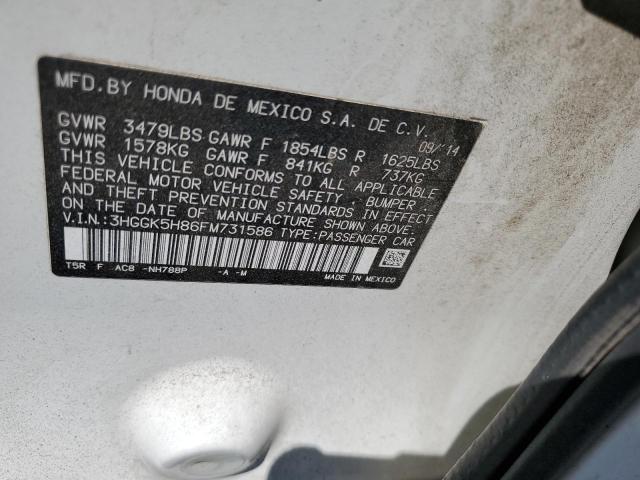 MFD. BY HONDA DE MEXICO S.A. DE C.V.
09/14
GVWR 3479LBS GAWR F 1854LBS R 1625LBS
GVWR 1578KG GAWR F 841KG R 737KG
THIS VEHICLE CONFORMS TO ALL APPLICABLE
FEDERAL MOTOR VEHICLE SAFETY, BUMPER,
AND THEFT PREVENTION STANDARDS IN EFFECT
ON THE DATE OF MANUFACTURE SHOWN ABOVE.
V.I.N.:3HGGK5H86FM731586 TYPE:PASSENGER CAR
T5R F AC8 -NH788P -A -M MADE IN MEXICO